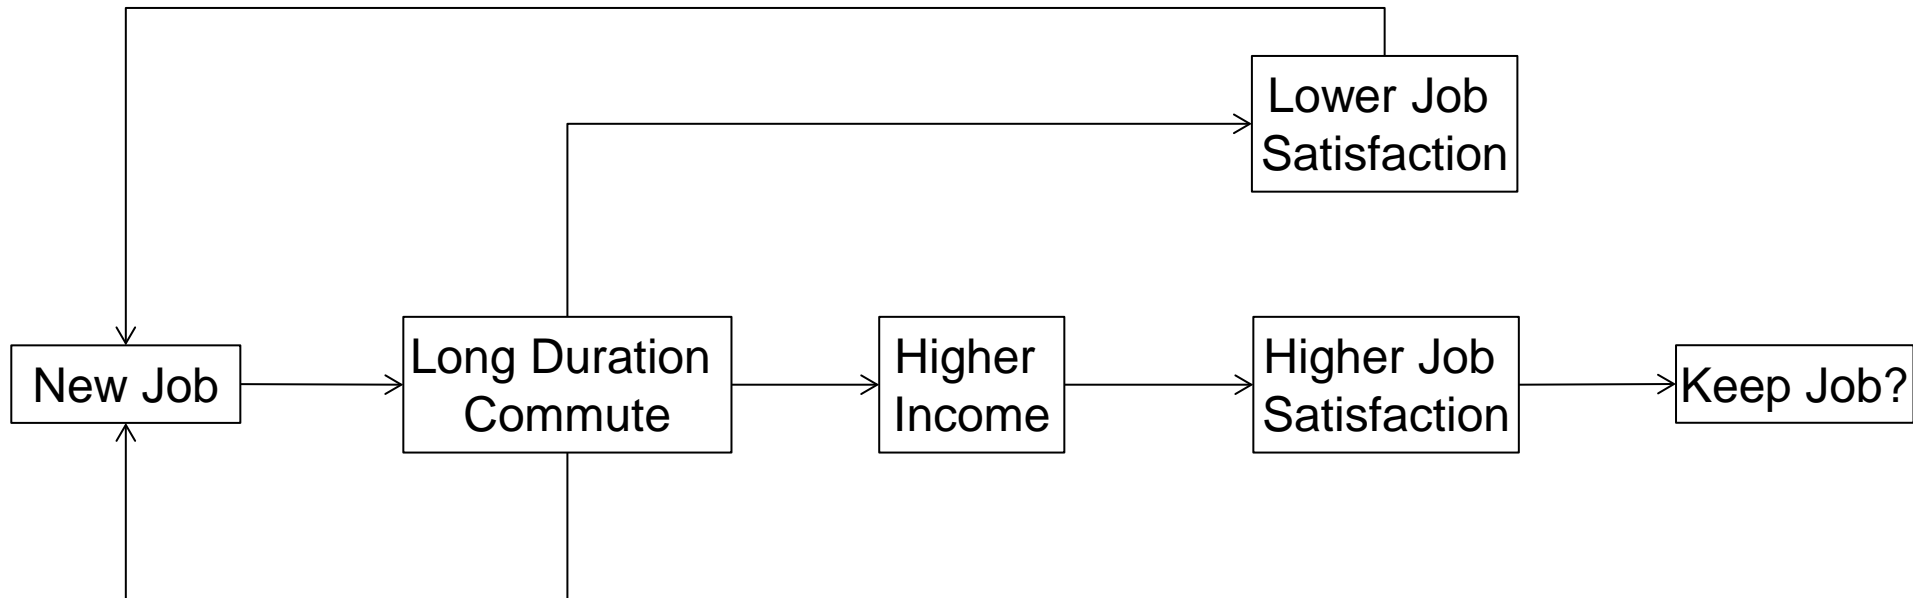 Lower Job
Satisfaction
New Job
Long Duration
Commute
Higher
Income
Higher Job
Satisfaction
Keep Job?